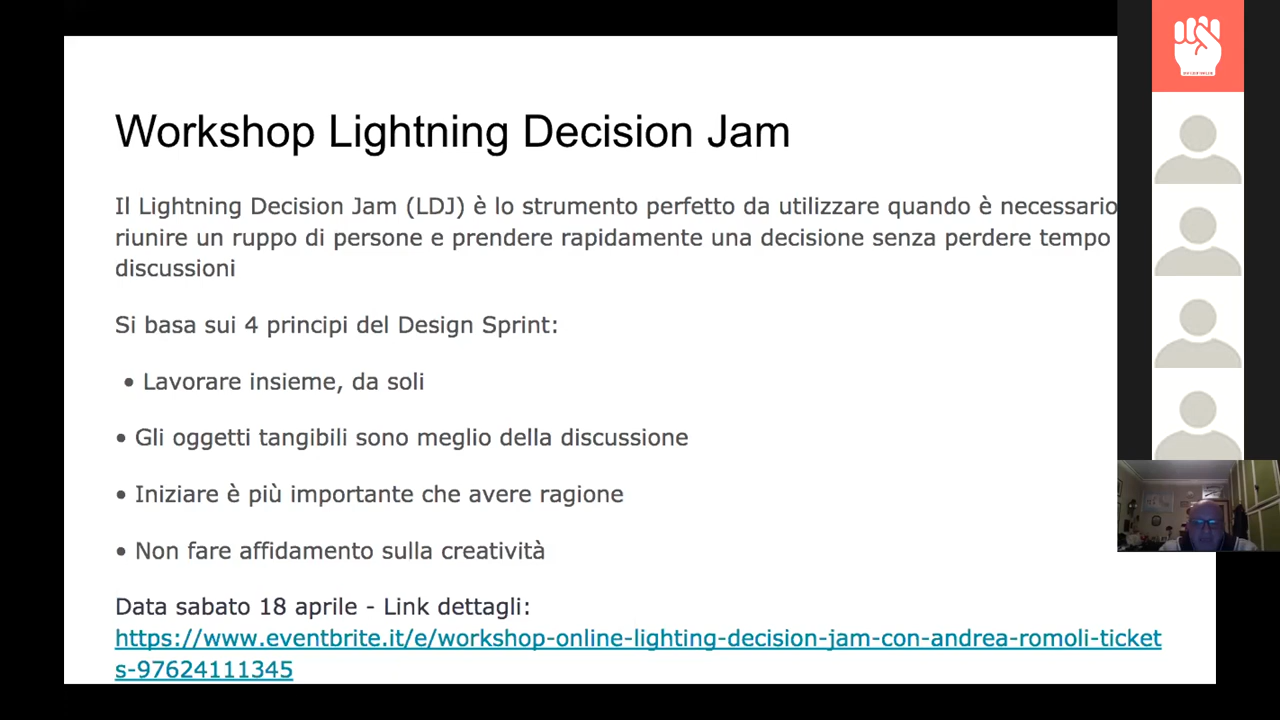 Workshop Lightning Decision Jam
Il Lightning Decision Jam (LDJ) è lo strumento perfetto da utilizzare quando è necessario
riunire un ruppo di persone e prendere rapidamente una decisione senza perdere tempo
discussioni
Si basa sui 4 principi del Design Sprint:
• Lavorare insieme, da soli
• Gli oggetti tangibili sono meglio della discussione
• Iniziare è più importante che avere ragione
• Non fare affidamento sulla creatività
Data sabato 18 aprile - Link dettagli:
https://www.eventbrite.it/e/workshop-online-lighting-decision-jam-con-andrea-romoli-ticket
s-97624111345